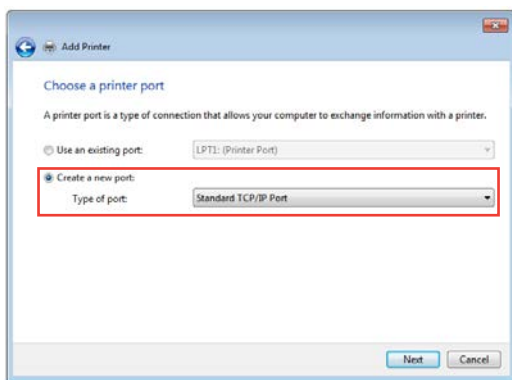 Add Printer
Choose a printer port
A printer port is a type of connection that allows your computer to exchange information with a printer.
Use an existing port: LPT1: (Printer Port)
Create a new port:
Type of port: Standard TCP/IP Port
Next Cancel